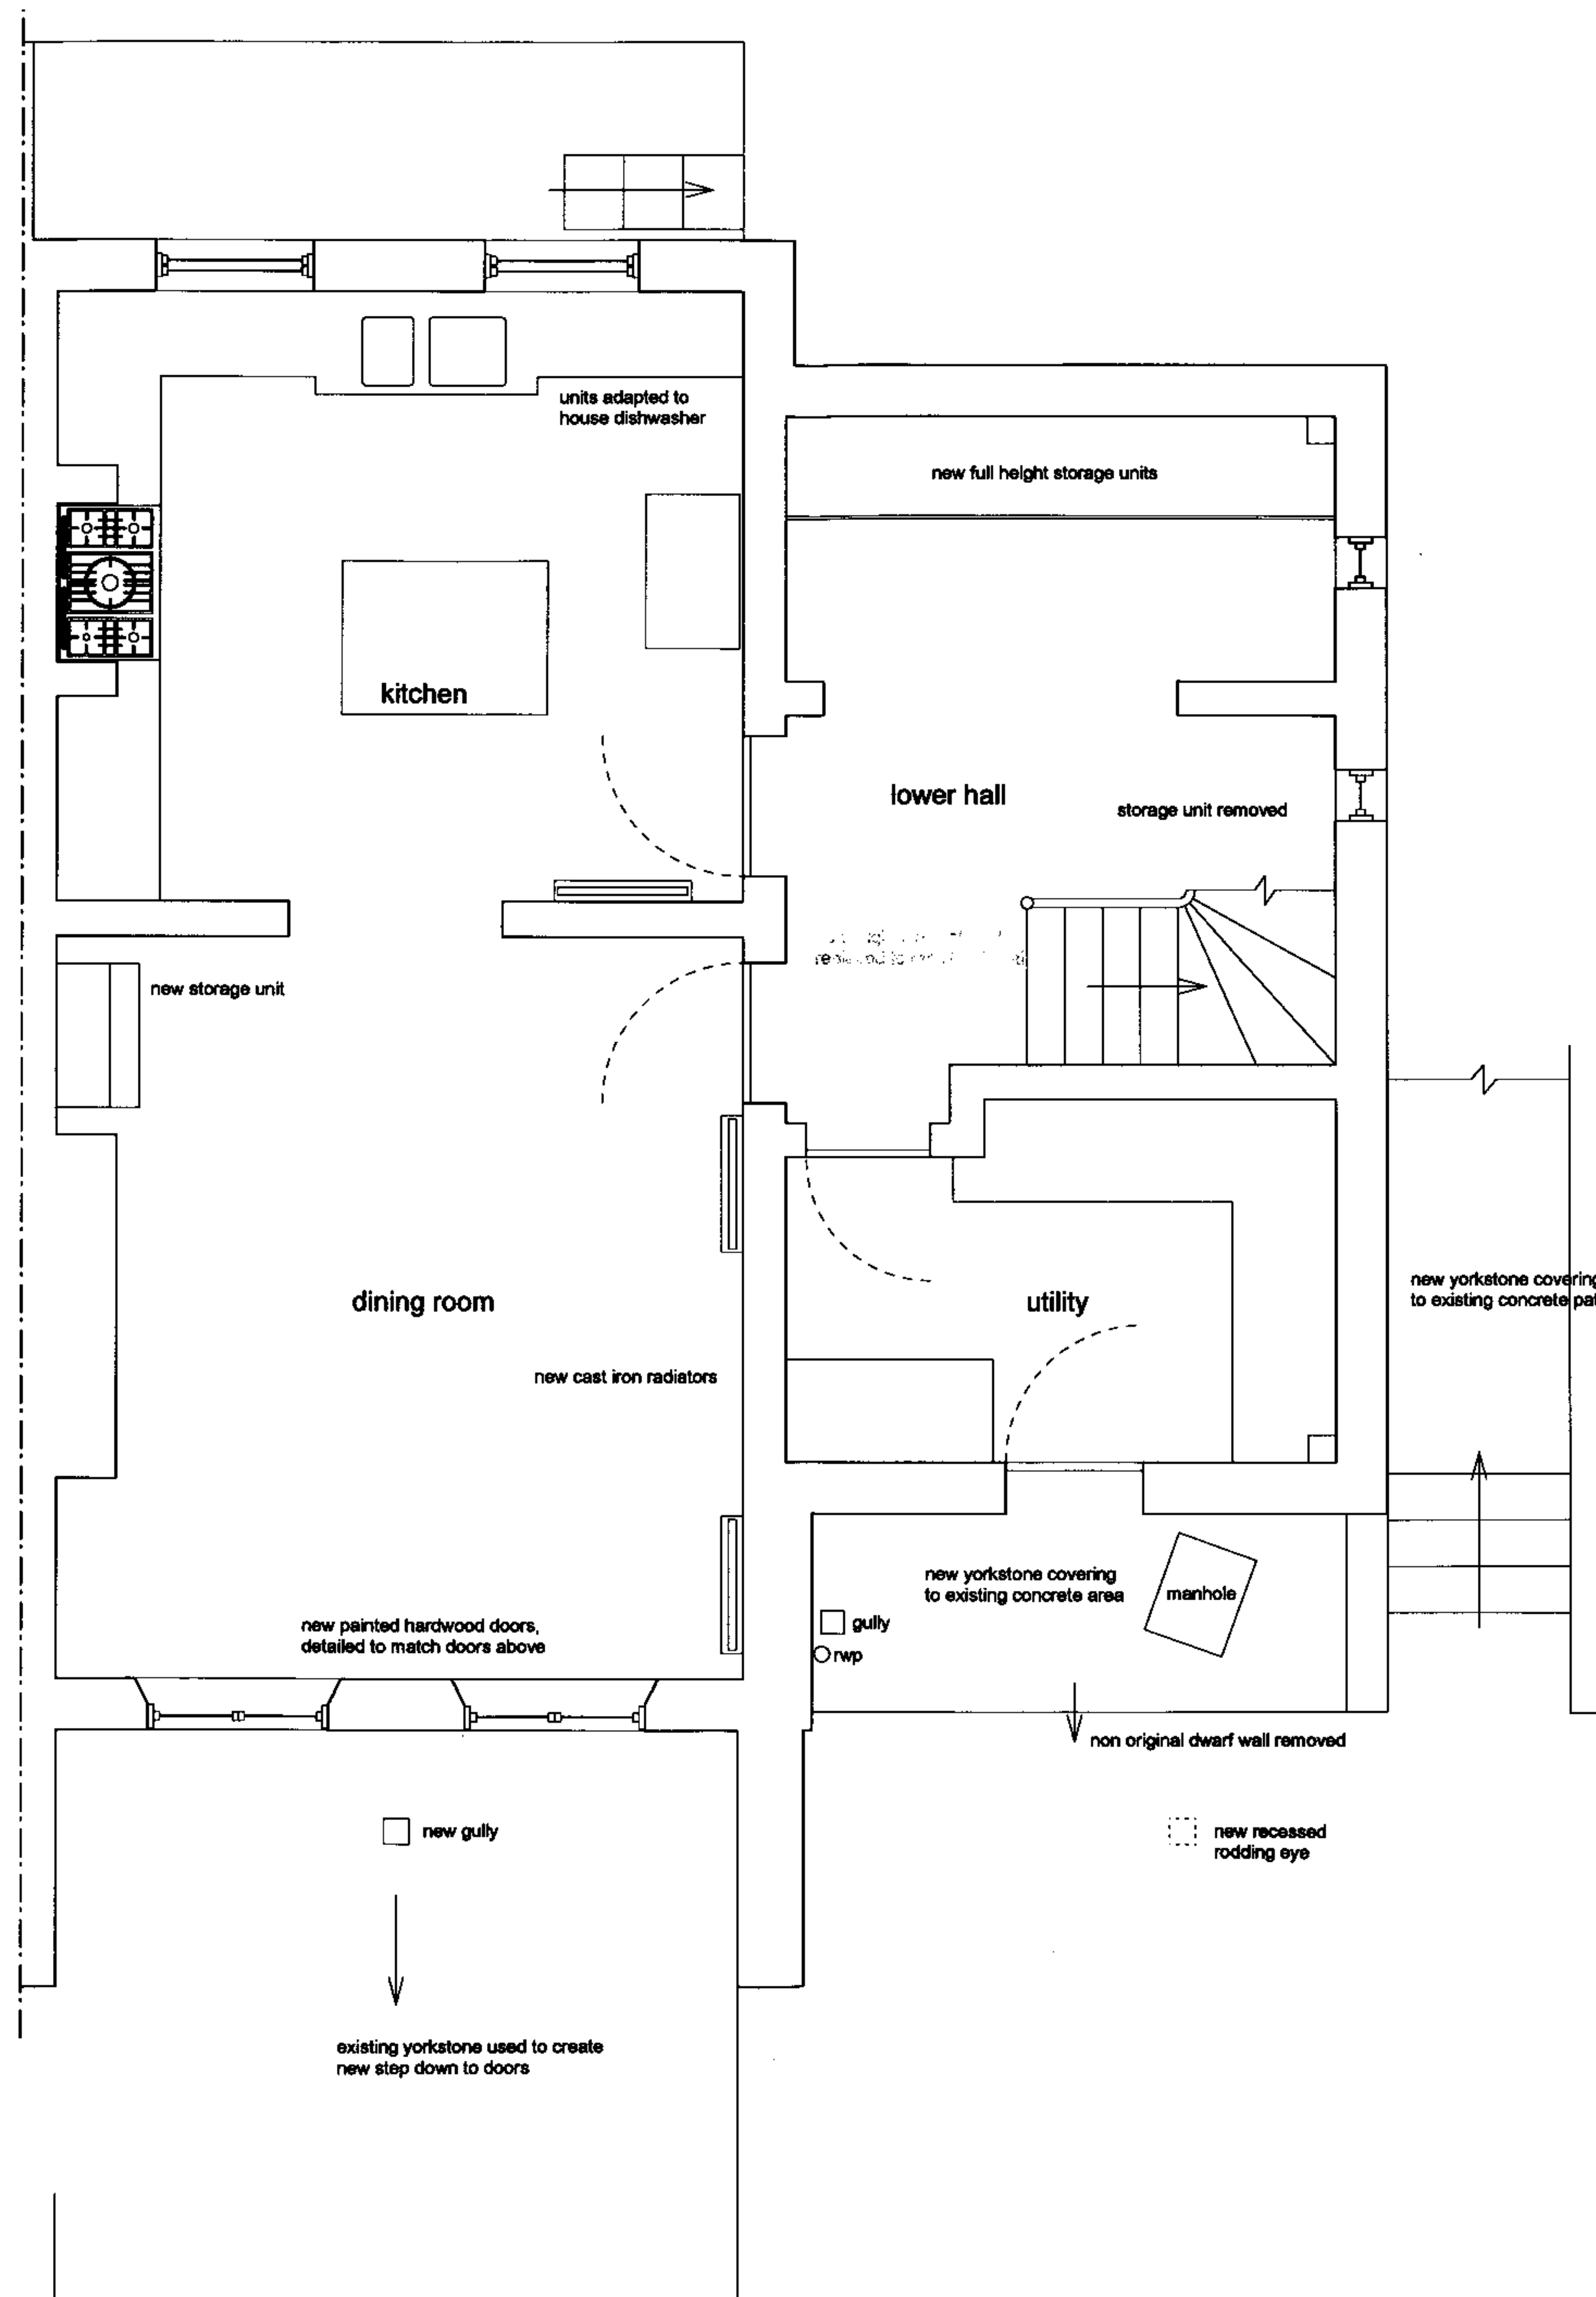 units adapted to
house dishwasher
new full height storage units
kitchen
lower hall
storage unit removed
new storage unit
dining room
utility
new yorkstone covering
to existing concrete
new cast iron radiators
new yorkstone covering
to existing concrete area
manhole
gully
rwp
new painted hardwood doors,
detailed to match doors above
non original dwarf wall removed
new gully
new recessed
rodding eye
existing yorkstone used to create
new step down to doors